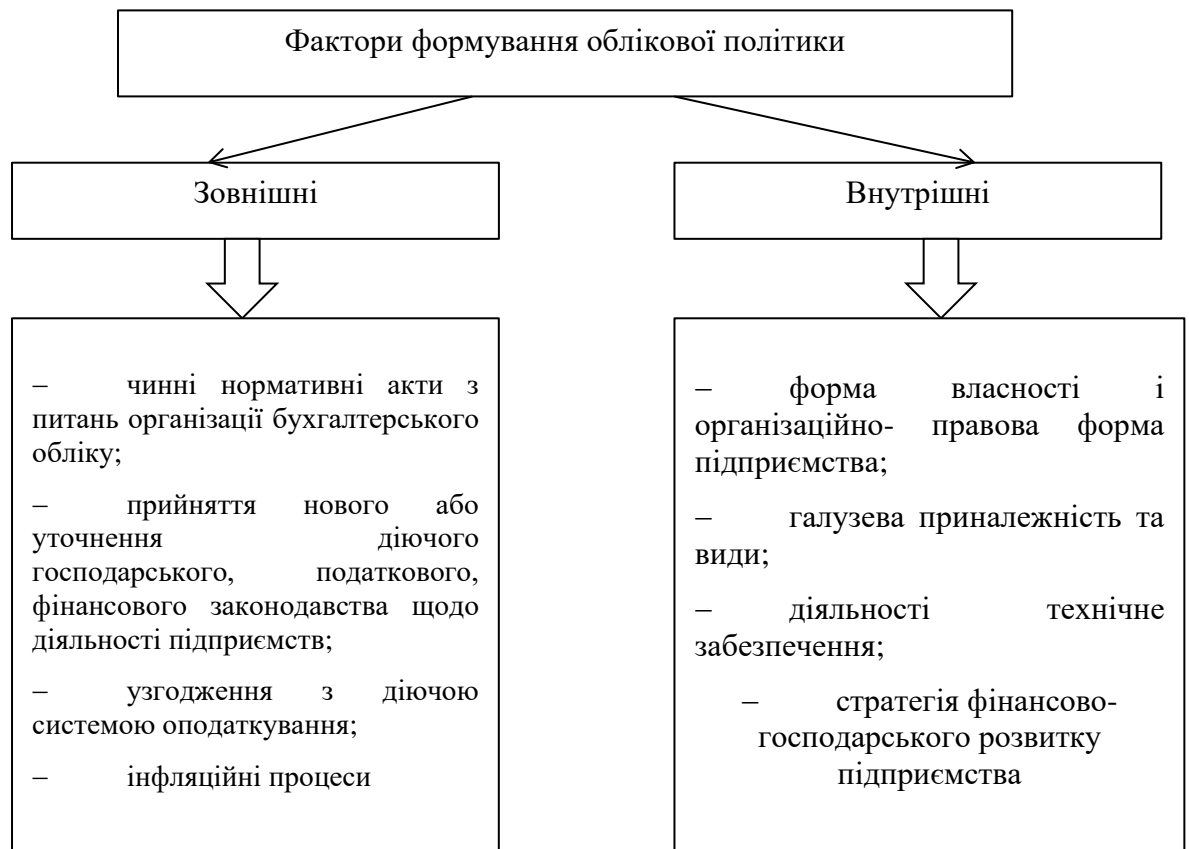 Фактори формування облікової політики
Зовнішні
Внутрішні
– чинні нормативні акти з
питань організації бухгалтерського
обліку;
– прийняття нового або
уточнення діючого
господарського, податкового,
фінансового законодавства щодо
діяльності підприємств;
– узгодження з діючою
системою оподаткування;
– інфляційні процеси
– форма власності і
організаційно- правова форма
підприємства;
– галузева приналежність та
види;
– діяльності технічне
забезпечення;
– стратегія фінансово-
господарського розвитку
підприємства